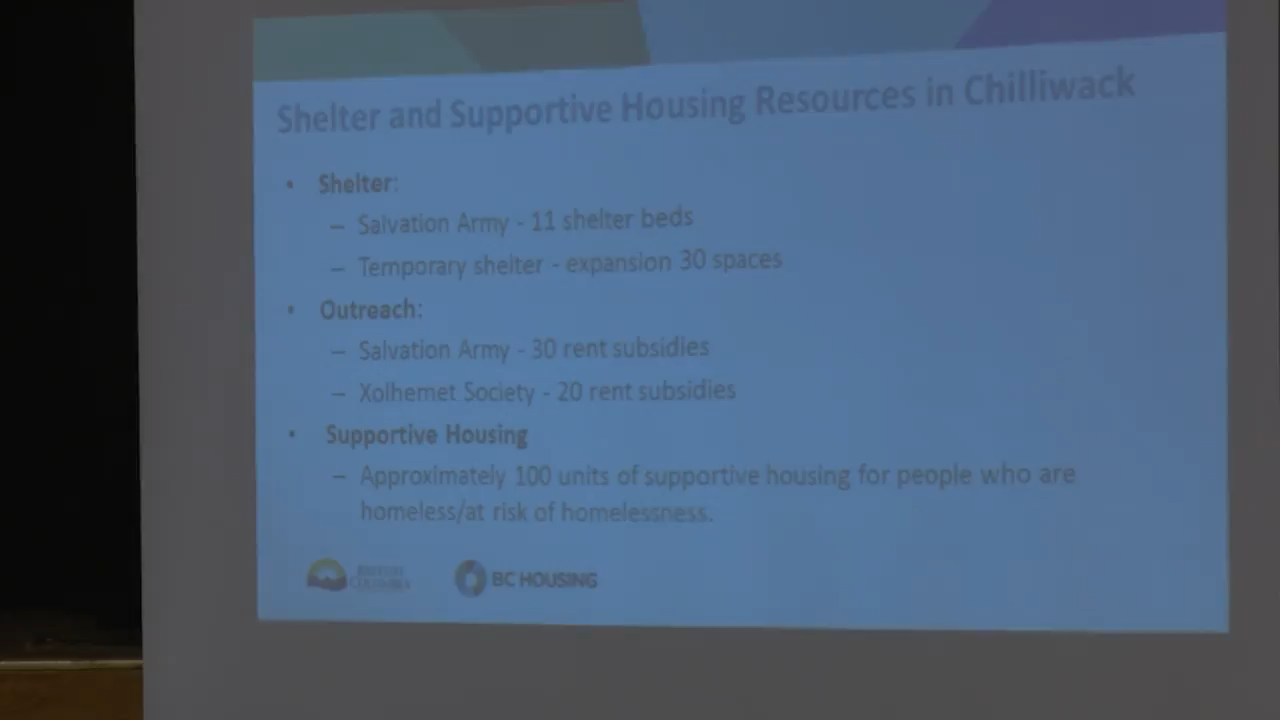 Shelter and Supportive Housing Resources in Chilliwack
• Shelter:
– Salvation Army - 11 shelter beds
– Temporary shelter - expansion 30 spaces
• Outreach:
– Salvation Army - 30 rent subsidies
– Xolhemet Society - 20 rent subsidies
• Supportive Housing
– Approximately 100 units of supportive housing for people who are
homeless/at risk of homelessness.
BRITISH
COLUMBIA
BC HOUSING